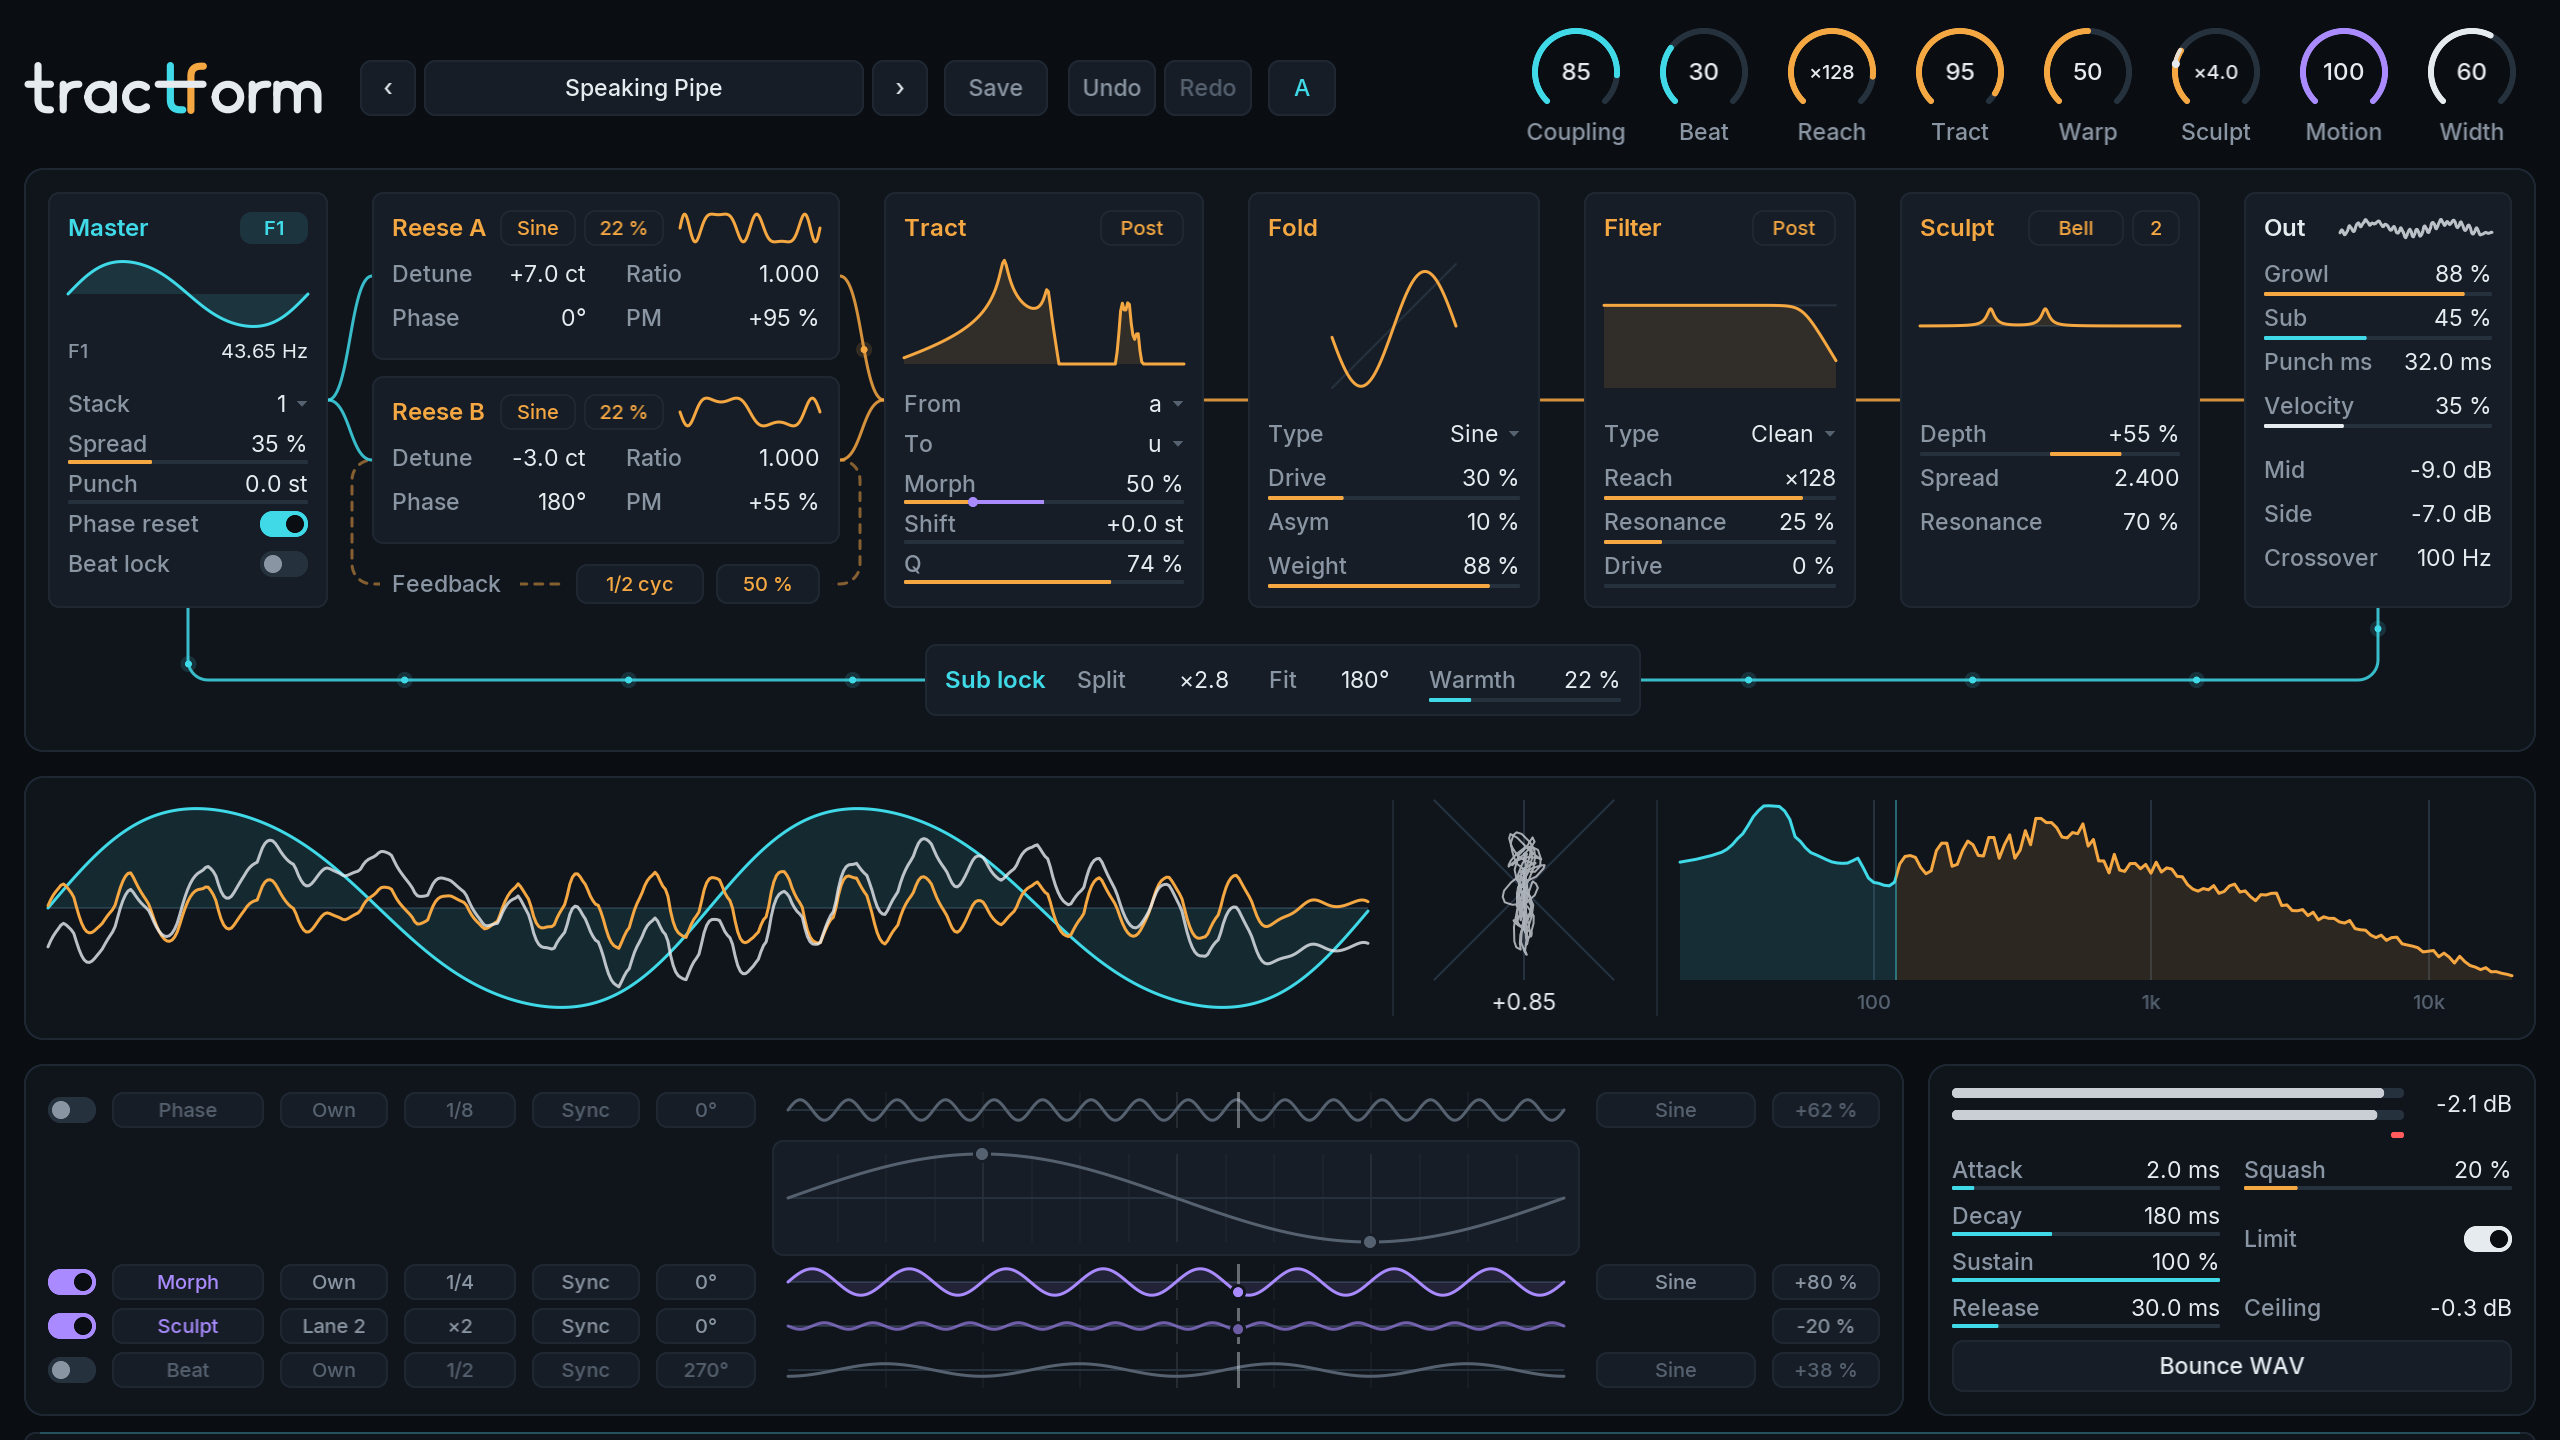 tractform
‹ Speaking Pipe › Save Undo Redo A
85 30 ×128 95 50 ×4.0 100 60
Coupling Beat Reach Tract Warp Sculpt Motion Width
Master F1
F1 43.65 Hz
Stack 1
Spread 35 %
Punch 0.0 st
Phase reset
Beat lock
Reese A Sine 22 %
Detune +7.0 ct Ratio 1.000
Phase 0° PM +95 %
Reese B Sine 22 %
Detune -3.0 ct Ratio 1.000
Phase 180° PM +55 %
Feedback 1/2 cyc 50 %
Tract Post
From a
To u
Morph 50 %
Shift +0.0 st
Q 74 %
Fold
Type Sine
Drive 30 %
Asym 10 %
Weight 88 %
Filter Post
Type Clean
Reach ×128
Resonance 25 %
Drive 0 %
Sculpt Bell 2
Depth +55 %
Spread 2.400
Resonance 70 %
Out
Growl 88 %
Sub 45 %
Punch ms 32.0 ms
Velocity 35 %
Mid -9.0 dB
Side -7.0 dB
Crossover 100 Hz
Sub lock Split ×2.8 Fit 180° Warmth 22 %
+0.85
100 1k 10k
Phase Own 1/8 Sync 0° Sine +62 %
Morph Own 1/4 Sync 0° Sine +80 %
Sculpt Lane 2 ×2 Sync 0° -20 %
Beat Own 1/2 Sync 270° Sine +38 %
-2.1 dB
Attack 2.0 ms Squash 20 %
Decay 180 ms
Limit
Sustain 100 %
Release 30.0 ms Ceiling -0.3 dB
Bounce WAV